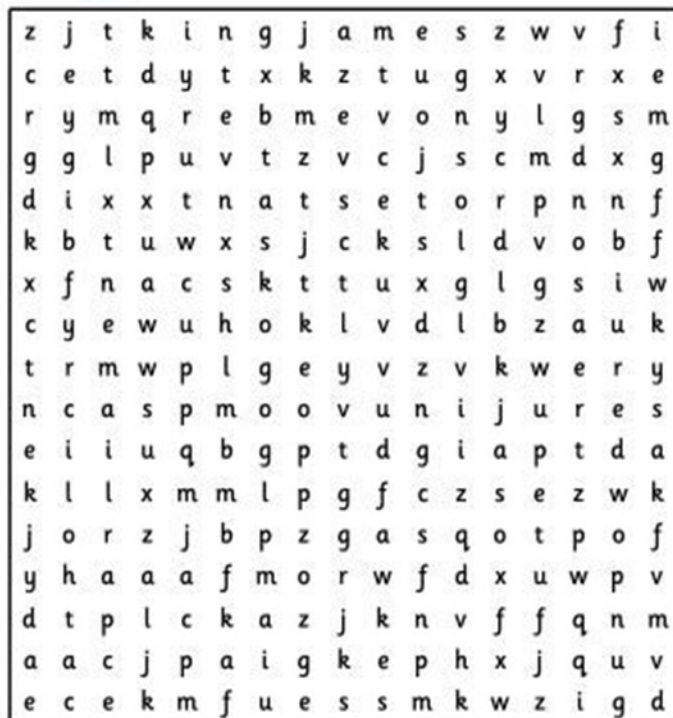 z j t k i n g j a m e s z w v f i
c e t d y t x k z t u g x v r x e
r y m q r e b m e v o n y l g s m
g g l p u v t z v c j s c m d x g
d i x x t n a t s e t o r p n n f
k b t u w x s j c k s l d v o b f
x f n a c s k t t u x g l g s i w
c y e w u h o k l v d l b z a u k
t r m w p l g e y v z v k w e r y
n c a s p m o o v u n i j u r e s
e i i u q b g p t d g i a p t d a
k l l x m m l p g f c z s e z w k
j o r z j b p z g a s q o t p o f
y h a a a f m o r w f d x u w p v
d t p l c k a z j k n v f f q n m
a a c j p a i g k e p h x j q u v
e c e k m f u e s s m k w z i g d